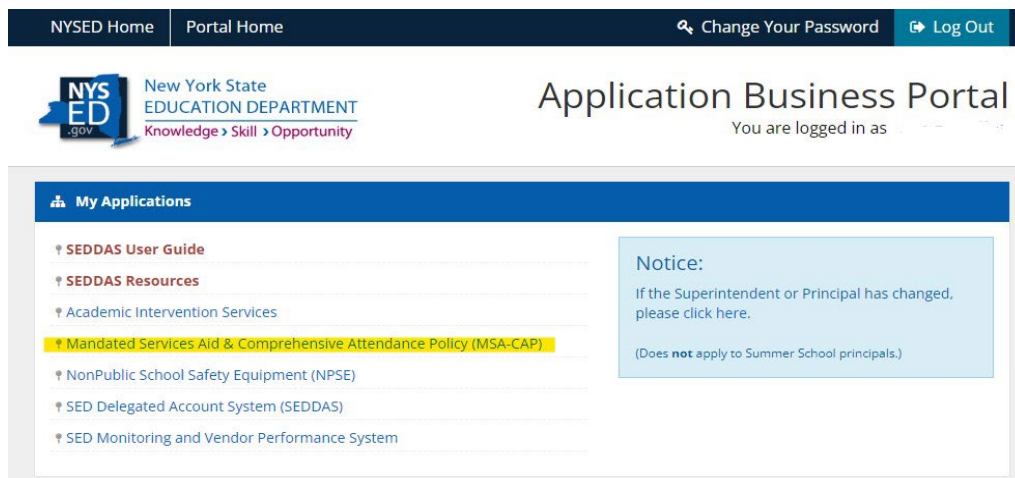 NYSED Home
Portal Home
Change Your Password
Log Out
NYS
ED
.gov
New York State
EDUCATION DEPARTMENT
Knowledge › Skill › Opportunity
Application Business Portal
You are logged in as
My Applications
SEDDAS User Guide
SEDDAS Resources
Academic Intervention Services
Mandated Services Aid & Comprehensive Attendance Policy (MSA-CAP)
NonPublic School Safety Equipment (NPSE)
SED Delegated Account System (SEDDAS)
SED Monitoring and Vendor Performance System
Notice:
If the Superintendent or Principal has changed,
please click here.
(Does not apply to Summer School principals.)